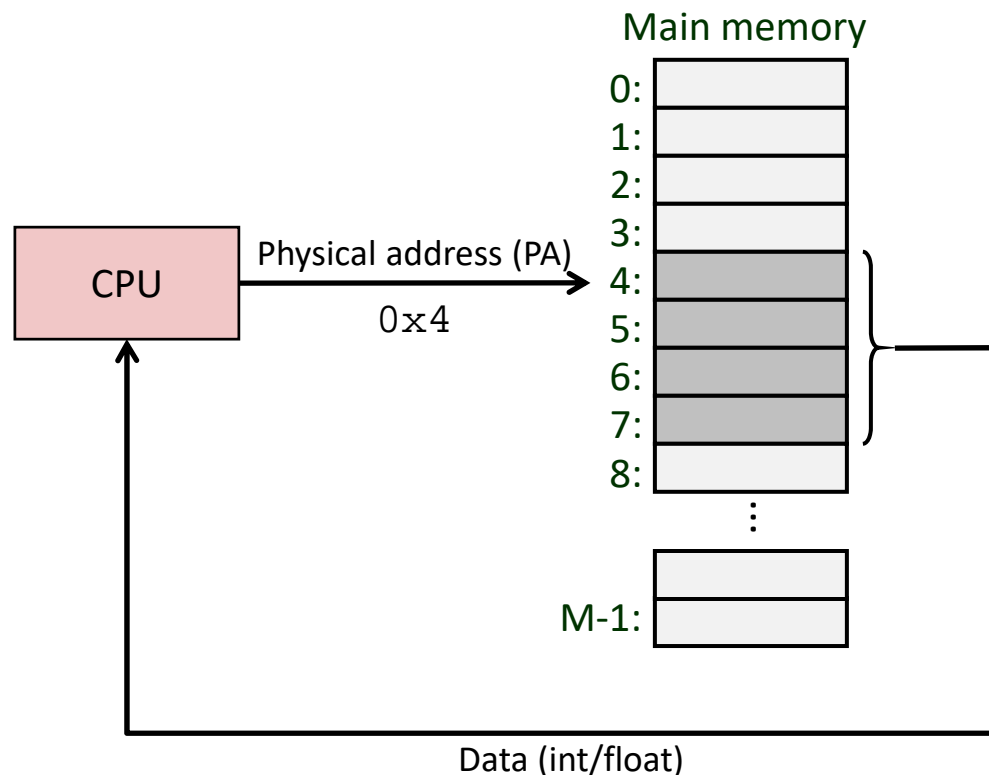 Main memory
0:
1:
2:
3:
Physical address (PA)
CPU
4:
0x4
5:
6:
7:
8:
...
M-1:
Data (int/float)